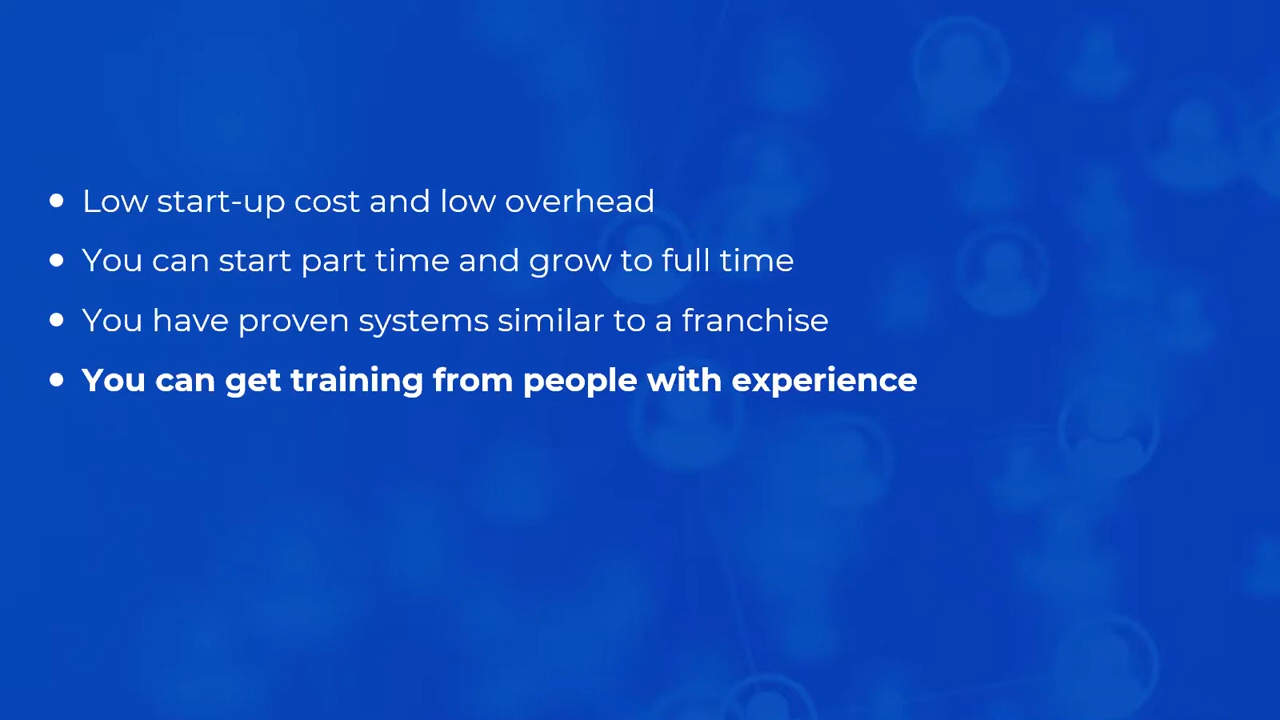 • Low start-up cost and low overhead
• You can start part time and grow to full time
• You have proven systems similar to a franchise
• You can get training from people with experience